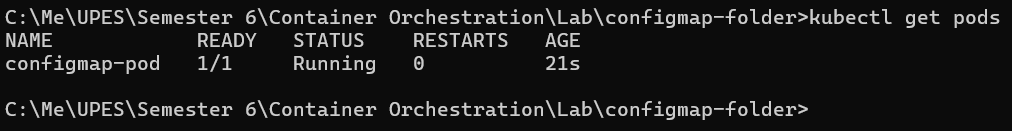 C:\Me\UPES\Semester 6\Container Orchestration\Lab\configmap-folder>kubectl get pods
NAME            READY   STATUS    RESTARTS   AGE
configmap-pod   1/1     Running   0          21s
C:\Me\UPES\Semester 6\Container Orchestration\Lab\configmap-folder>